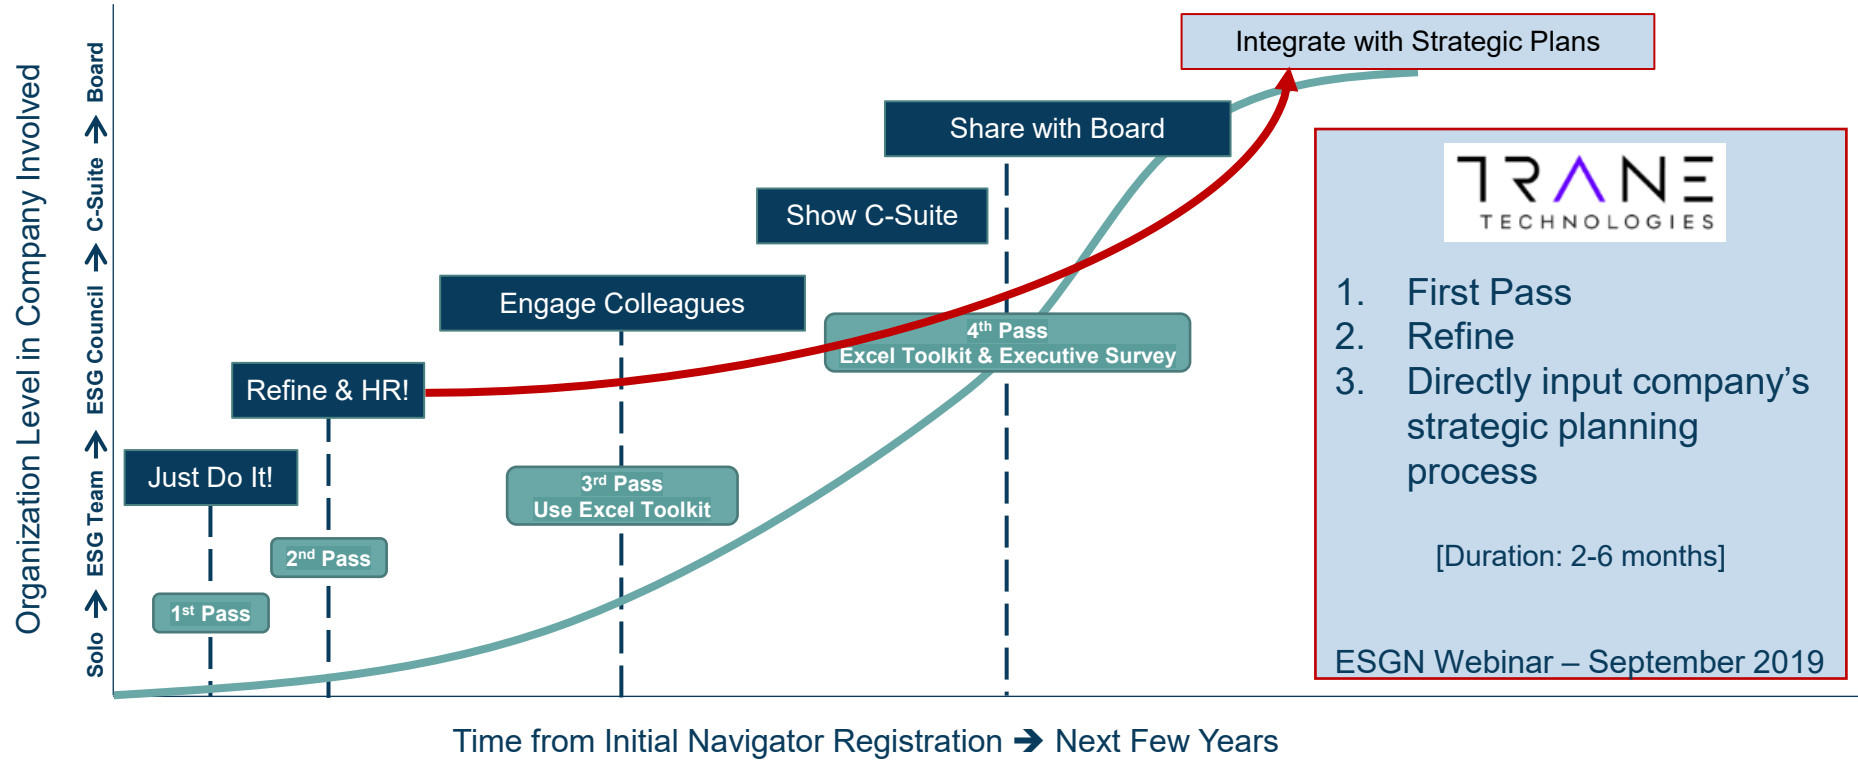 Organization Level in Company Involved
Solo → ESG Team → ESG Council → C-Suite → Board
Integrate with Strategic Plans
Share with Board
Show C-Suite
Engage Colleagues
Refine & HR!
Just Do It!
1st Pass
2nd Pass
3rd Pass
Use Excel Toolkit
4th Pass
Excel Toolkit & Executive Survey
TRANE
TECHNOLOGIES
1. First Pass
2. Refine
3. Directly input company’s
strategic planning
process
[Duration: 2-6 months]
ESGN Webinar – September 2019
Time from Initial Navigator Registration → Next Few Years